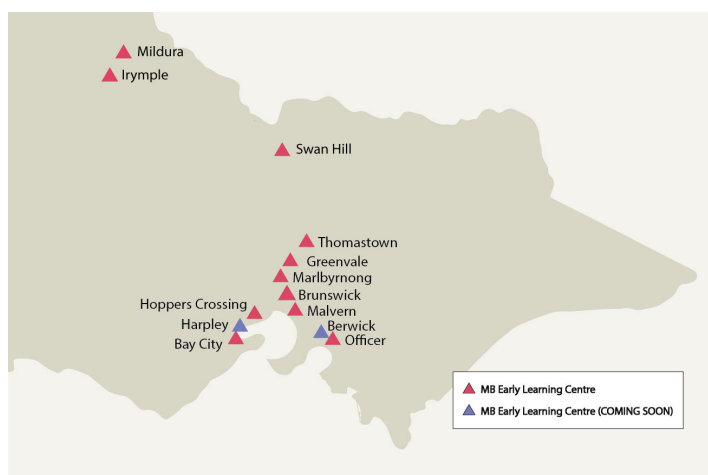 Mildura
Irymple
Swan Hill
Thomastown
Greenvale
Marlbyrnong
Brunswick
Hoppers Crossing
Malvern
Harpley
Berwick
Bay City
Officer
MB Early Learning Centre
MB Early Learning Centre (COMING SOON)